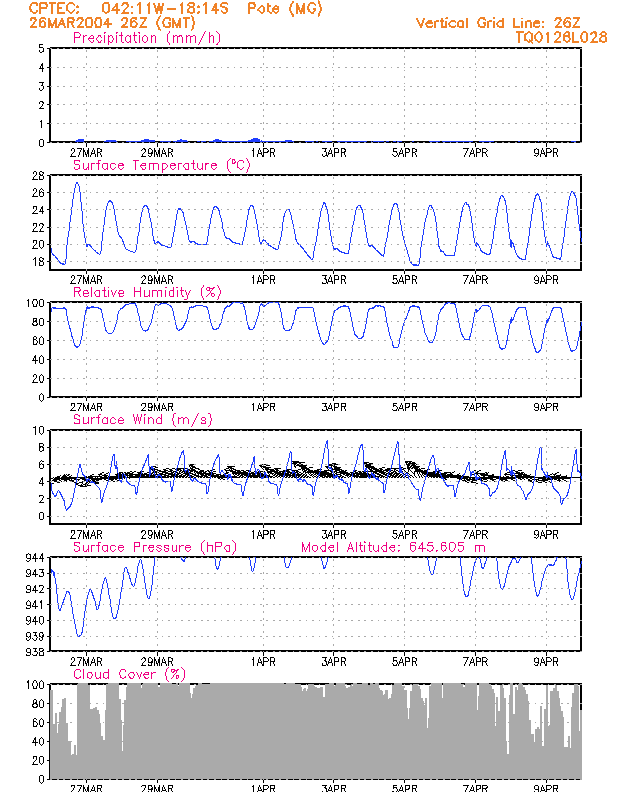 CPTEC: 042:11W-18:14S Pote (MG)
26MAR2004 26Z (GMT) Vertical Grid Line: 26Z
Precipitation (mm/h) TQ0126L028
5
4
3
2
1
0
27MAR 29MAR 1APR 3APR 5APR 7APR 9APR
Surface Temperature (ºC)
28
26
24
22
20
18
27MAR 29MAR 1APR 3APR 5APR 7APR 9APR
Relative Humidity (%)
100
80
60
40
20
0
27MAR 29MAR 1APR 3APR 5APR 7APR 9APR
Surface Wind (m/s)
10
8
6
4
2
0
27MAR 29MAR 1APR 3APR 5APR 7APR 9APR
Surface Pressure (hPa) Model Altitude: 645.605 m
944
943
942
941
940
939
938
27MAR 29MAR 1APR 3APR 5APR 7APR 9APR
Cloud Cover (%)
100
80
60
40
20
0
27MAR 29MAR 1APR 3APR 5APR 7APR 9APR